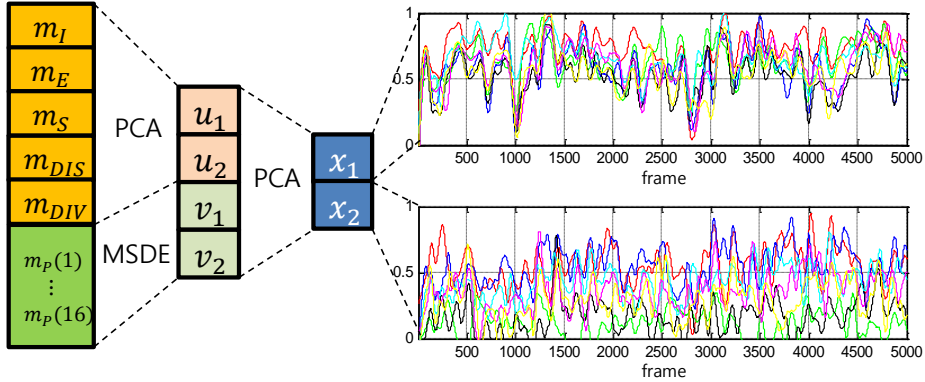 m_I
m_E
m_S
m_DIS
m_DIV
m_P(1)
⋮
m_P(16)
PCA
MSDE
u_1
u_2
v_1
v_2
PCA
x_1
x_2
1
0.5
0
500 1000 1500 2000 2500 3000 3500 4000 4500 5000
frame
1
0.5
0
500 1000 1500 2000 2500 3000 3500 4000 4500 5000
frame